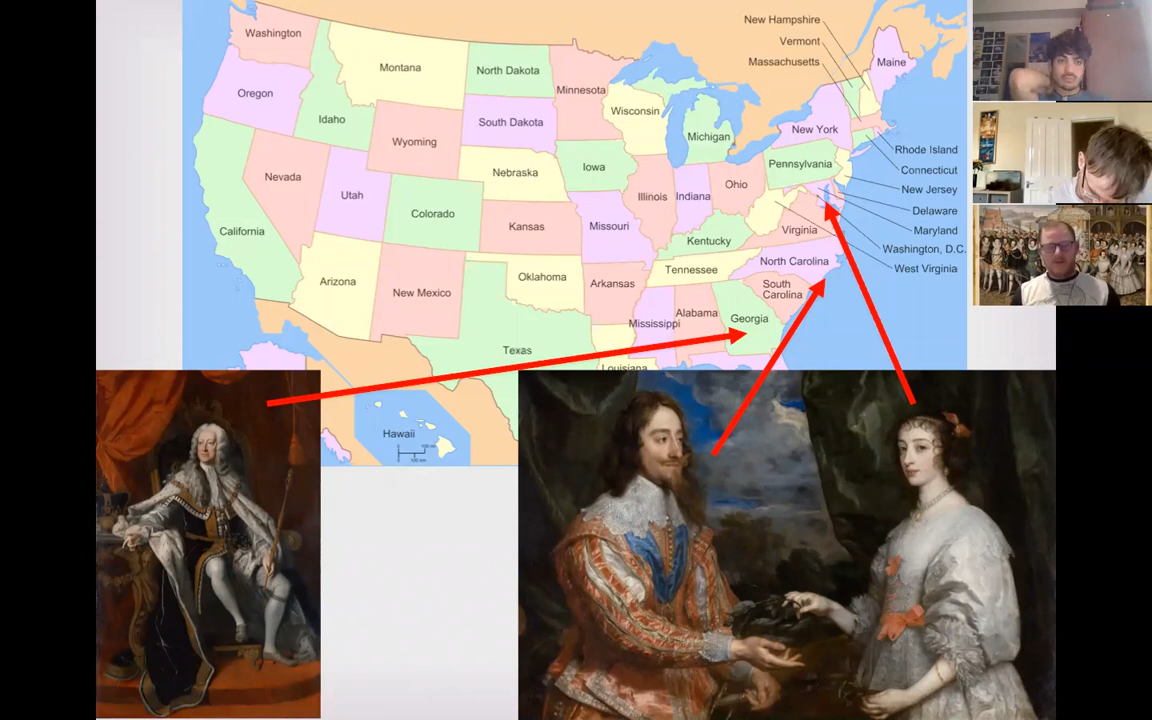 New Hampshire
Washington
Vermont
Massachusetts
Maine
Montana
North Dakota
Minnesota
Oregon
Wisconsin
South Dakota
Idaho
New York
Michigan
Wyoming
Rhode Island
Pennsylvania
Iowa
Connecticut
Nebraska
Nevada
Ohio
New Jersey
Utah
Illinois
Indiana
Colorado
Delaware
Kansas
Missouri
Virginia
Maryland
California
Kentucky
Washington, D.C.
North Carolina
West Virginia
Tennessee
Oklahoma
Arizona
Arkansas
South
Carolina
New Mexico
Alabama
Georgia
Mississippi
Texas
Louisiana
Hawaii